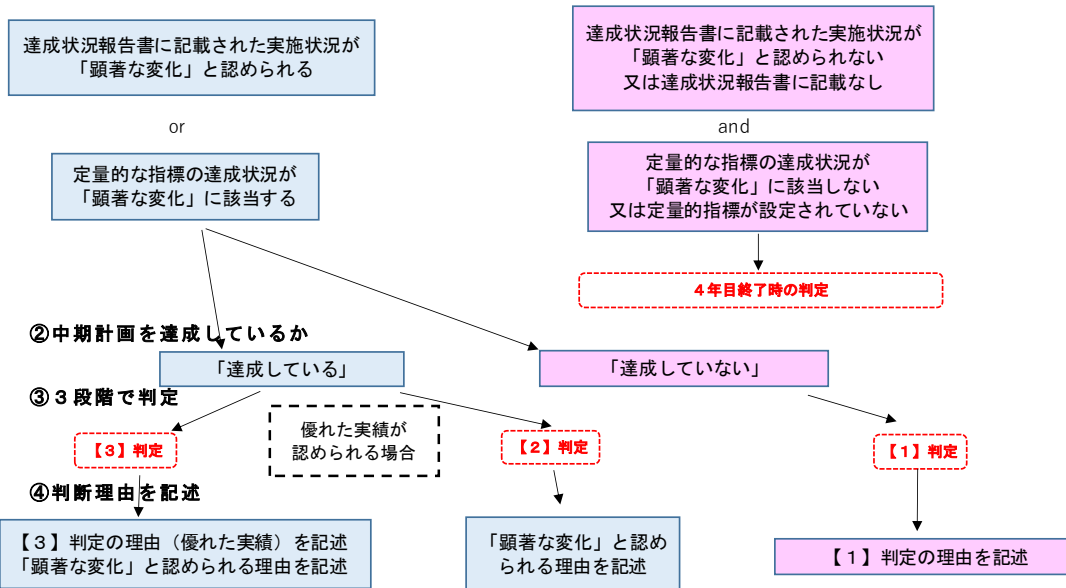 達成状況報告書に記載された実施状況が
「顕著な変化」と認められる
達成状況報告書に記載された実施状況が
「顕著な変化」と認められない
又は達成状況報告書に記載なし
or
and
定量的な指標の達成状況が
「顕著な変化」に該当する
定量的な指標の達成状況が
「顕著な変化」に該当しない
又は定量的指標が設定されていない
４年目終了時の判定
②中期計画を達成しているか
「達成している」
「達成していない」
③３段階で判定
優れた実績が
認められる場合
【３】判定
【２】判定
【１】判定
④判断理由を記述
【３】判定の理由（優れた実績）を記述
「顕著な変化」と認められる理由を記述
「顕著な変化」と認め
られる理由を記述
【１】判定の理由を記述